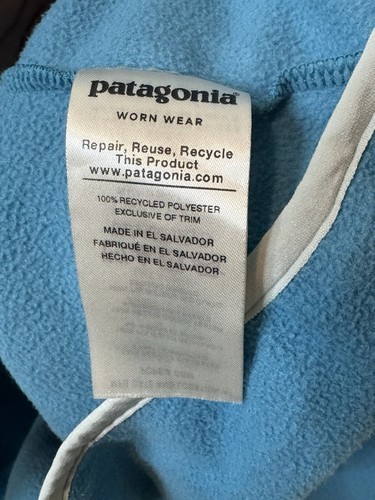 patagonia®
WORN WEAR
Repair, Reuse, Recycle
This Product
www.patagonia.com
100% RECYCLED POLYESTER
EXCLUSIVE OF TRIM
MADE IN EL SALVADOR
FABRIQUÉ EN EL SALVADOR
HECHO EN EL SALVADOR